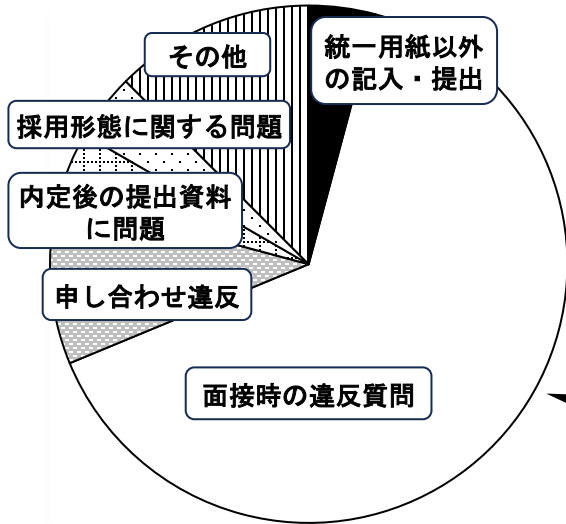 統一用紙以外
の記入・提出
その他
採用形態に関する問題
内定後の提出資料
に問題
申し合わせ違反
面接時の違反質問